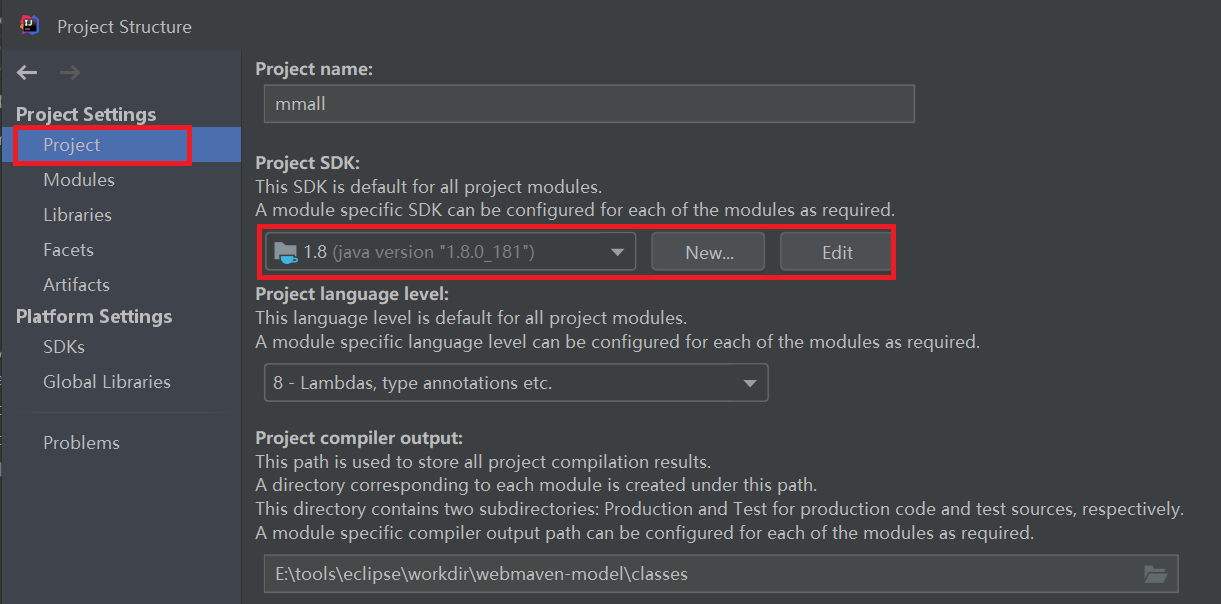 Project Structure
Project Settings
Project
Modules
Libraries
Facets
Artifacts
Platform Settings
SDKs
Global Libraries
Problems
Project name:
mmall
Project SDK:
This SDK is default for all project modules.
A module specific SDK can be configured for each of the modules as required.
1.8 (java version "1.8.0_181") New... Edit
Project language level:
This language level is default for all project modules.
A module specific language level can be configured for each of the modules as required.
8 - Lambdas, type annotations etc.
Project compiler output:
This path is used to store all project compilation results.
A directory corresponding to each module is created under this path.
This directory contains two subdirectories: Production and Test for production code and test sources, respectively.
A module specific compiler output path can be configured for each of the modules as required.
E:\tools\eclipse\workdir\webmaven-model\classes